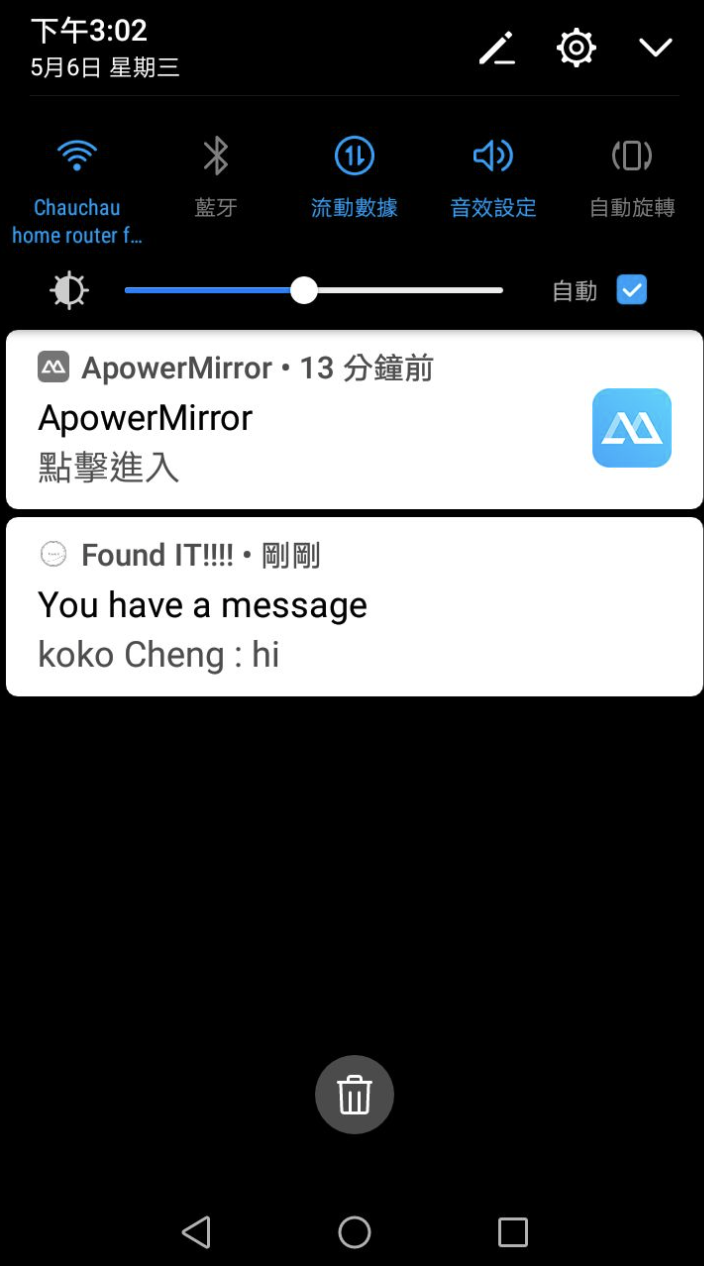 下午3:02
5月6日 星期三
Chauchau
home router f...
藍牙
流動數據
音效設定
自動旋轉
自動
ApowerMirror • 13 分鐘前
ApowerMirror
點擊進入
Found IT!!!! • 剛剛
You have a message
koko Cheng : hi